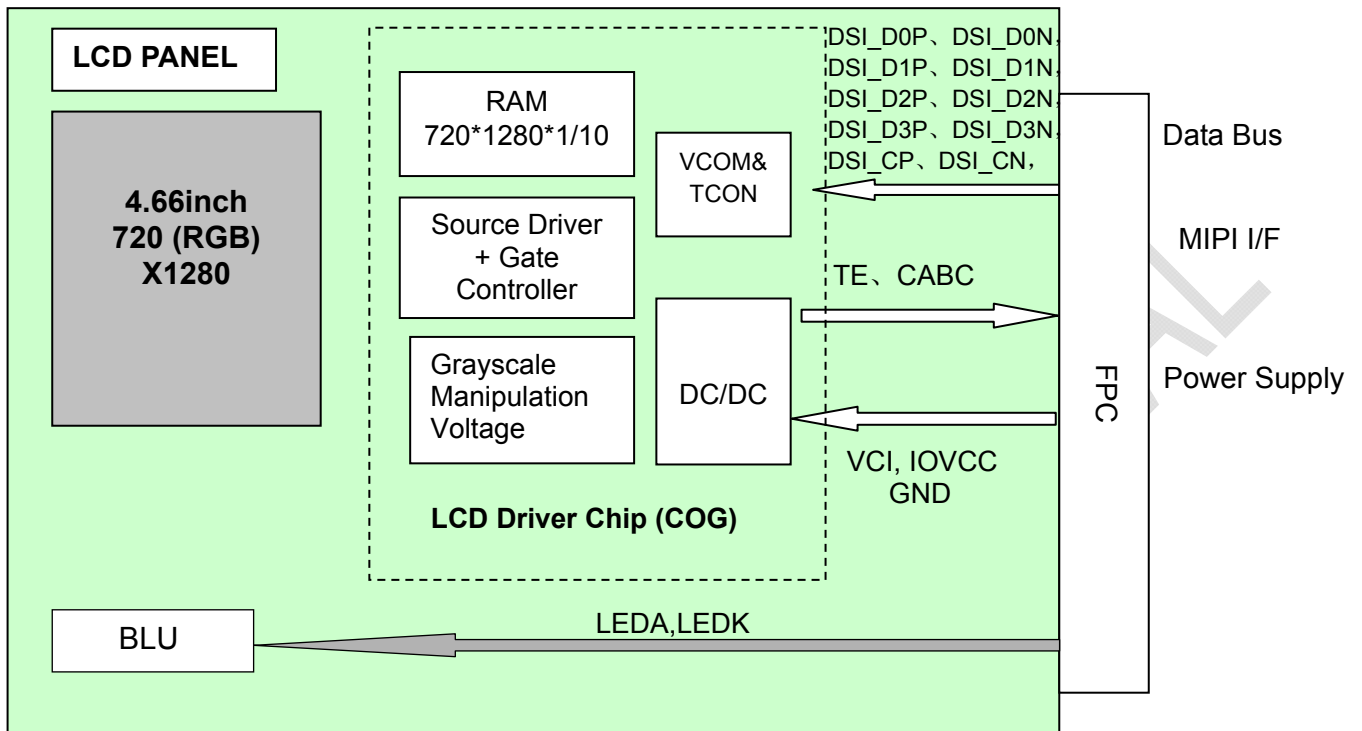 LCD PANEL
4.66inch
720 (RGB)
X1280
RAM
720*1280*1/10
VCOM&
TCON
Source Driver
+ Gate
Controller
Grayscale
Manipulation
Voltage
DC/DC
LCD Driver Chip (COG)
DSI_D0P、DSI_D0N,
DSI_D1P、DSI_D1N,
DSI_D2P、DSI_D2N,
DSI_D3P、DSI_D3N,
DSI_CP、DSI_CN，
TE、CABC
VCI, IOVCC
GND
FPC
Data Bus
MIPI I/F
Power Supply
BLU
LEDA,LEDK
AL